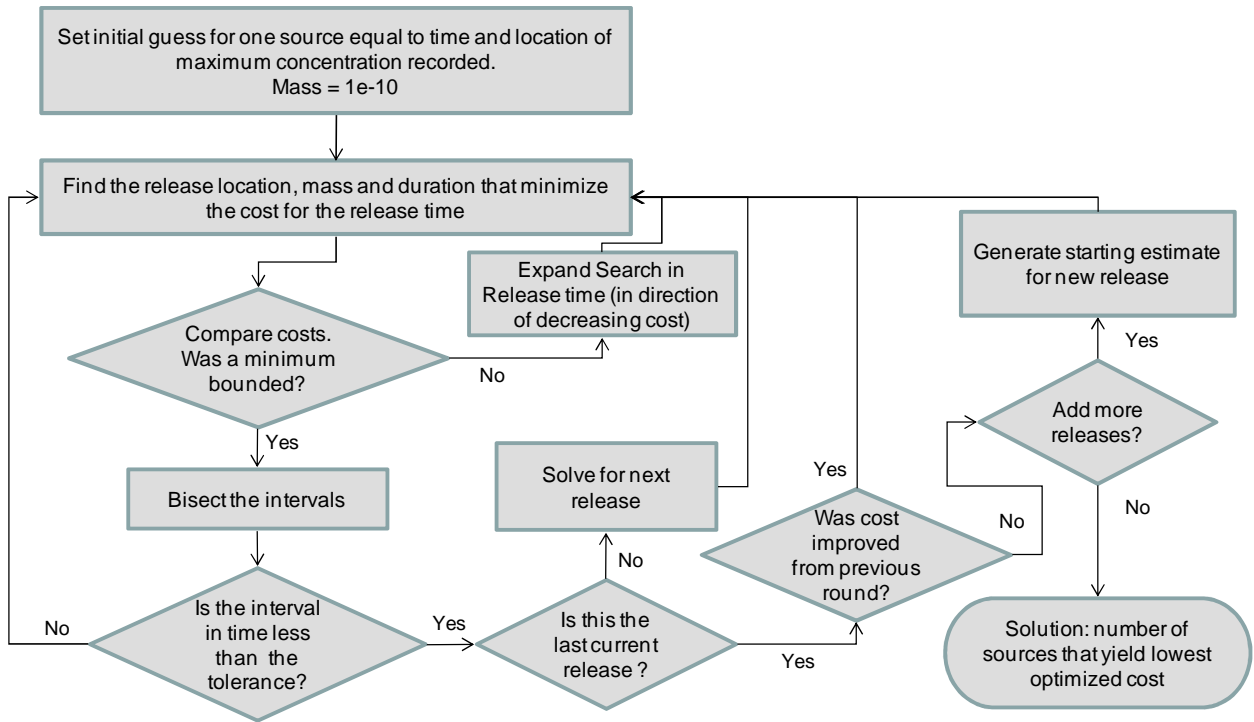 Set initial guess for one source equal to time and location of
maximum concentration recorded.
Mass = 1e-10
Find the release location, mass and duration that minimize
the cost for the release time
Expand Search in
Release time (in direction
of decreasing cost)
Generate starting estimate
for new release
Compare costs.
Was a minimum
bounded?
No
Yes
Yes
Add more
releases?
Bisect the intervals
Solve for next
release
Yes
No
No
Was cost
improved
from previous
round?
No
Is the interval
in time less
than the
tolerance?
No
Yes
Is this the
last current
release ?
Yes
Solution: number of
sources that yield lowest
optimized cost